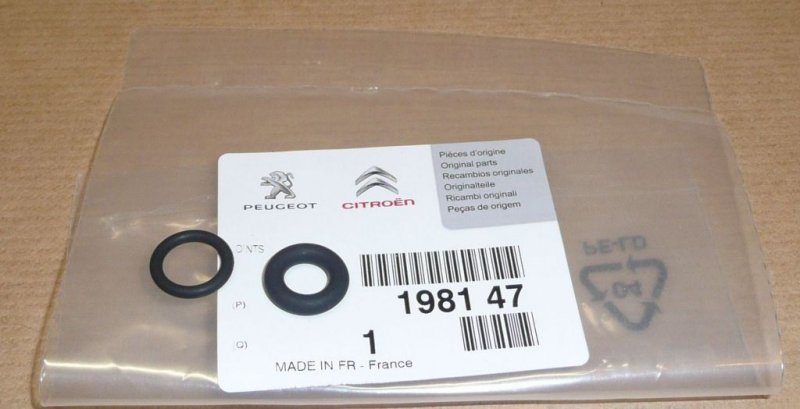 PEUGEOT
CITROËN
Pièces d'origine
Original parts
Recambios originales
Originalteile
Ricambi originali
Peças de origem
(P)
1981 47
(Q)
1
MADE IN FR - France
PE-LD
04